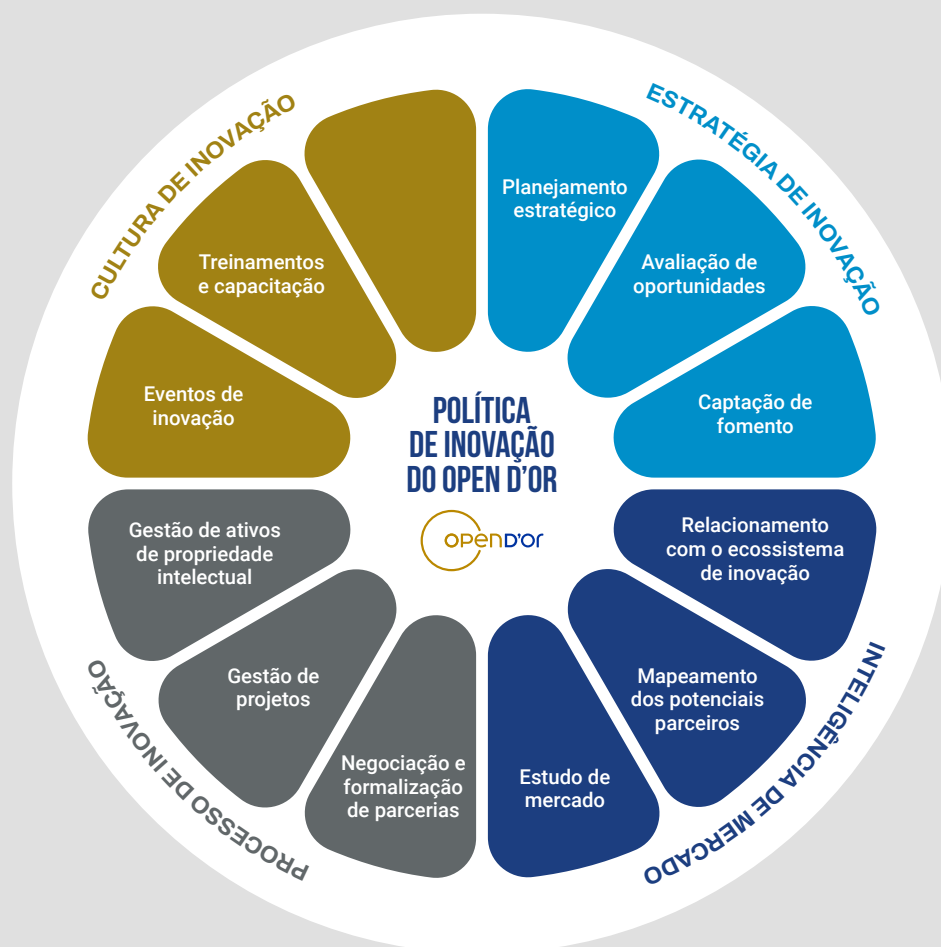 CULTURA DE INOVAÇÃO
ESTRATÉGIA DE INOVAÇÃO
Planejamento
estratégico
Avaliação de
oportunidades
Captação de
fomento
Relacionamento
com o ecossistema
de inovação
Mapeamento
dos potenciais
parceiros
Estudo de
mercado
INTELIGÊNCIA DE MERCADO
Negociação e
formalização
de parcerias
Gestão de
projetos
Gestão de ativos
de propriedade
intelectual
PROCESSO DE INOVAÇÃO
Eventos de
inovação
Treinamentos
e capacitação
POLÍTICA
DE INOVAÇÃO
DO OPEN D'OR
OPEND'Or